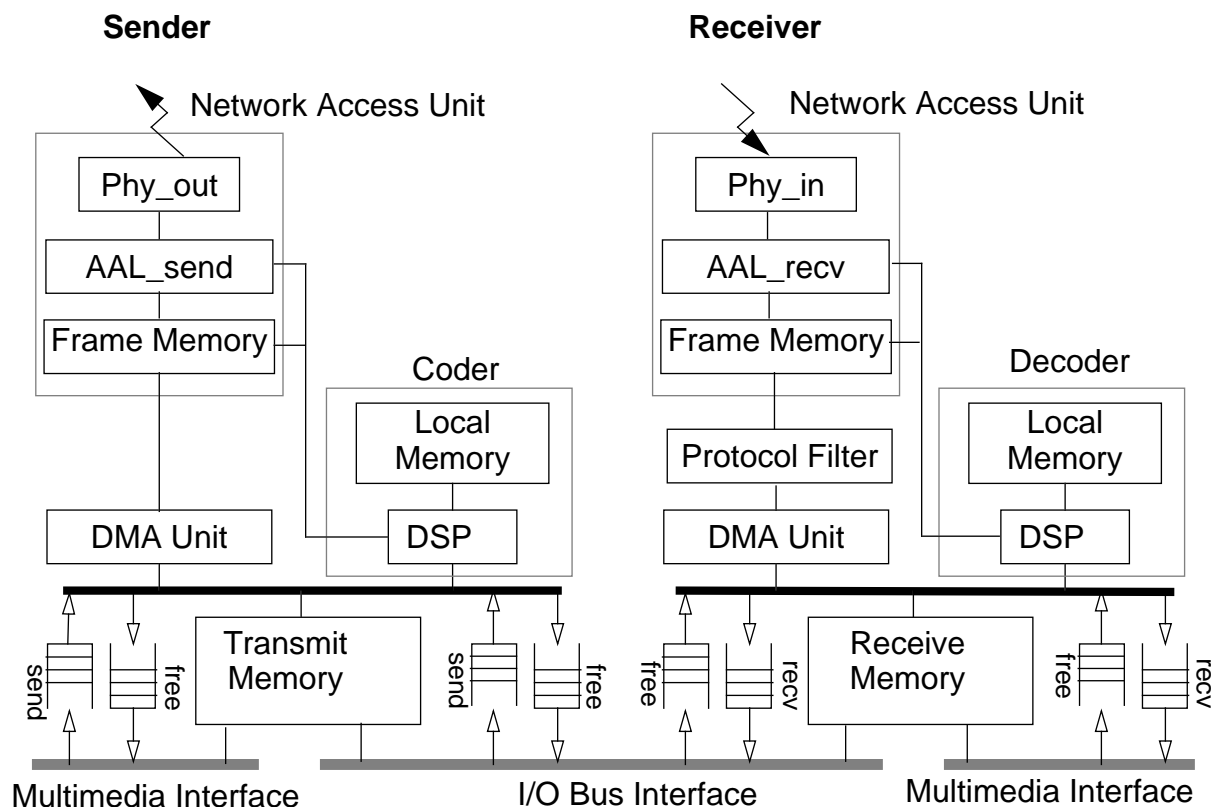 Sender
Receiver
Network Access Unit
Network Access Unit
Phy_out
Phy_in
AAL_send
AAL_recv
Frame Memory
Frame Memory
Coder
Decoder
Local
Memory
Local
Memory
Protocol Filter
DMA Unit
DSP
DMA Unit
DSP
send
free
Transmit
Memory
send
free
free
recv
Receive
Memory
free
recv
Multimedia Interface
I/O Bus Interface
Multimedia Interface